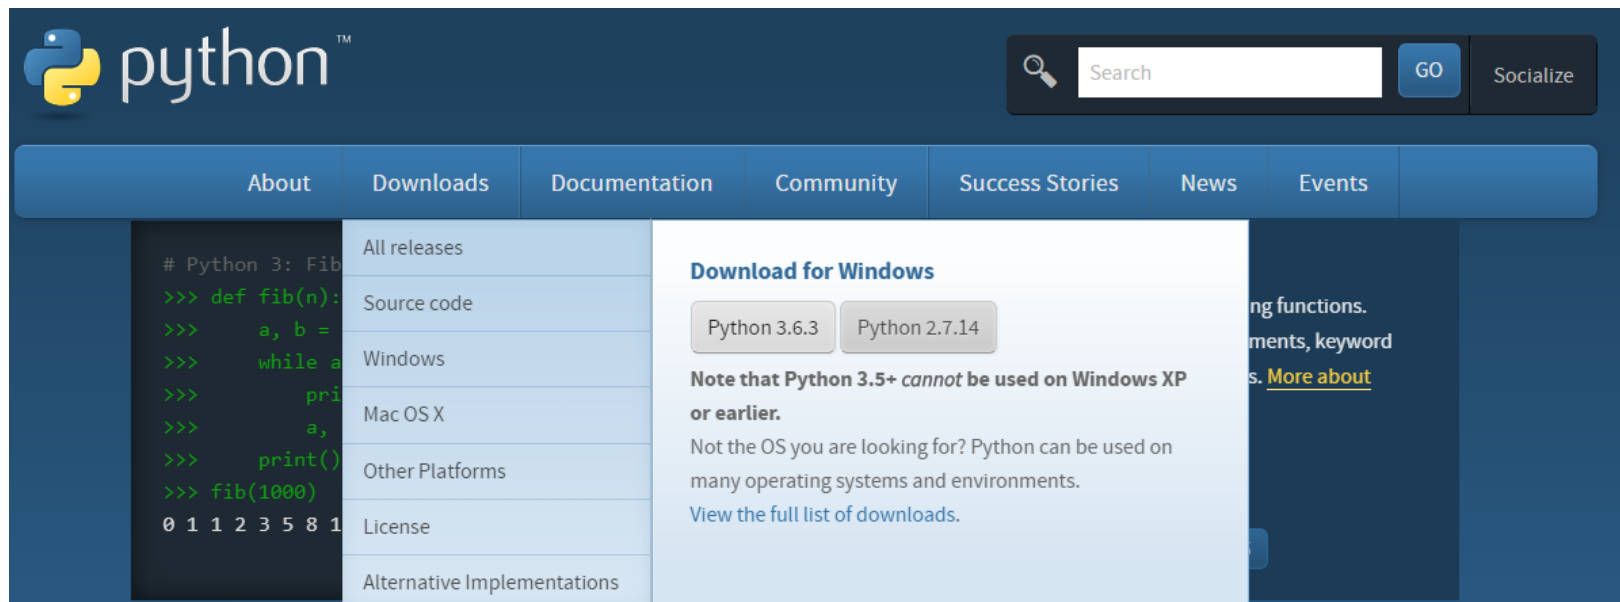 python™
Search
GO
Socialize
About
Downloads
Documentation
Community
Success Stories
News
Events
# Python 3: Fib
>>> def fib(n):
>>> a, b =
>>> while a
>>> pri
>>> a,
>>> print()
>>> fib(1000)
0 1 1 2 3 5 8 1
All releases
Source code
Windows
Mac OS X
Other Platforms
License
Alternative Implementations
Download for Windows
Python 3.6.3
Python 2.7.14
Note that Python 3.5+ cannot be used on Windows XP
or earlier.
Not the OS you are looking for? Python can be used on
many operating systems and environments.
View the full list of downloads.
ng functions.
ments, keyword
s. More about